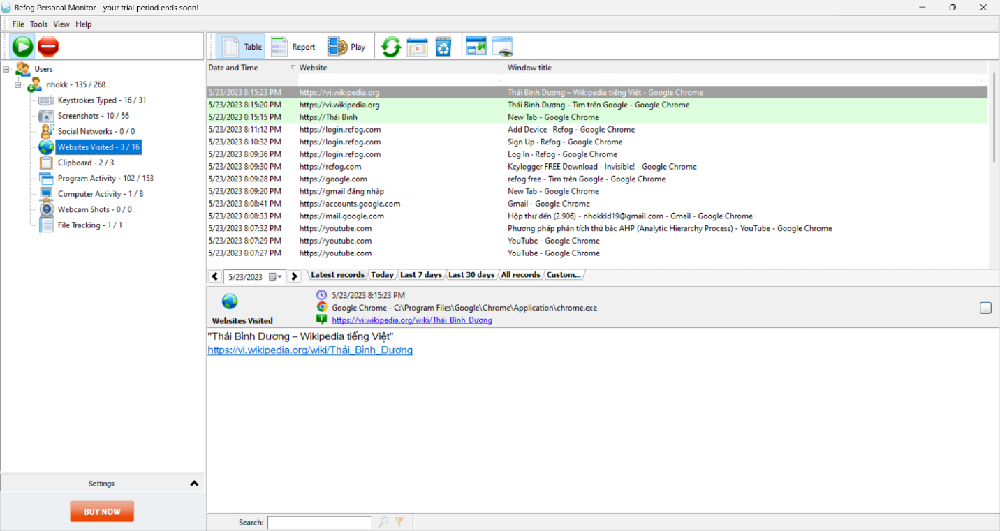 Refog Personal Monitor - your trial period ends soon!
File Tools View Help
Table Report Play
Users
nhokk - 135 / 268
Keystrokes Typed - 16 / 31
Screenshots - 10 / 56
Social Networks - 0 / 0
Websites Visited - 3 / 16
Clipboard - 2 / 3
Program Activity - 102 / 153
Computer Activity - 1 / 8
Webcam Shots - 0 / 0
File Tracking - 1 / 1
Settings
BUY NOW
Date and Time Website Window title
5/23/2023 8:15:23 PM https://vi.wikipedia.org Thái Bình Dương – Wikipedia tiếng Việt - Google Chrome
5/23/2023 8:15:20 PM https://vi.wikipedia.org Thái Bình Dương - Tìm trên Google - Google Chrome
5/23/2023 8:15:15 PM https://Thái Bình New Tab - Google Chrome
5/23/2023 8:11:12 PM https://login.refog.com Add Device · Refog - Google Chrome
5/23/2023 8:10:32 PM https://login.refog.com Sign Up · Refog - Google Chrome
5/23/2023 8:09:36 PM https://login.refog.com Log In · Refog - Google Chrome
5/23/2023 8:09:30 PM https://refog.com Keylogger FREE Download - Invisible! - Google Chrome
5/23/2023 8:09:28 PM https://google.com refog free - Tìm trên Google - Google Chrome
5/23/2023 8:09:20 PM https://gmail đăng nhập New Tab - Google Chrome
5/23/2023 8:08:41 PM https://accounts.google.com Gmail - Google Chrome
5/23/2023 8:08:33 PM https://mail.google.com Hộp thư đến (2.906) - nhokkid19@gmail.com - Gmail - Google Chrome
5/23/2023 8:07:32 PM https://youtube.com Phương pháp phân tích thứ bậc AHP (Analytic Hierarchy Process) - YouTube - Google Chrome
5/23/2023 8:07:29 PM https://youtube.com YouTube - Google Chrome
5/23/2023 8:07:27 PM https://youtube.com YouTube - Google Chrome
5/23/2023 Latest records Today Last 7 days Last 30 days All records Custom...
5/23/2023 8:15:23 PM
Google Chrome - C:\Program Files\Google\Chrome\Application\chrome.exe
Websites Visited https://vi.wikipedia.org/wiki/Thái_Bình_Dương
...
"Thái Bình Dương – Wikipedia tiếng Việt"
https://vi.wikipedia.org/wiki/Thái_Bình_Dương
Search: